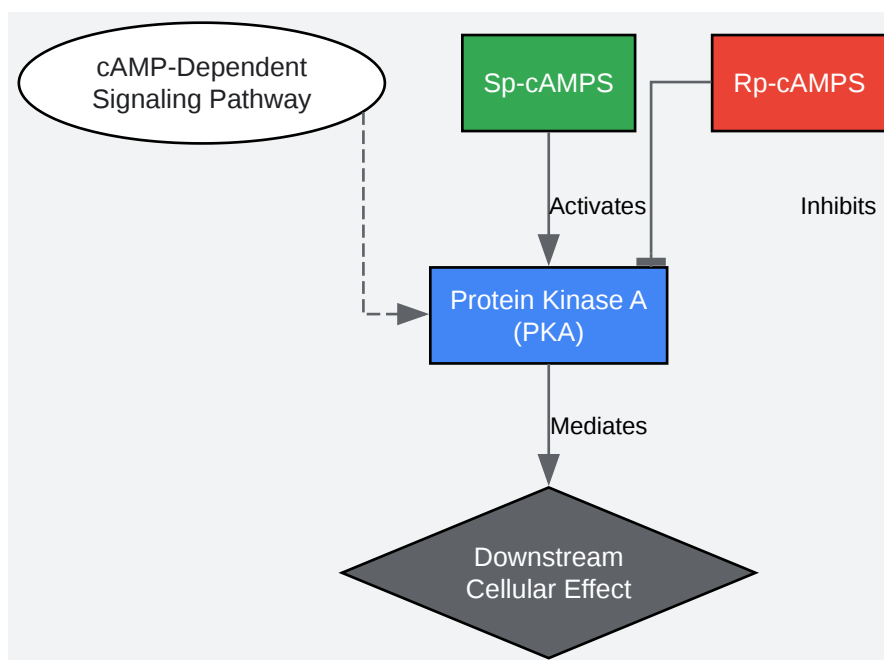 cAMP-Dependent
Signaling Pathway
Sp-cAMPS
Rp-cAMPS
Activates
Inhibits
Protein Kinase A
(PKA)
Mediates
Downstream
Cellular Effect